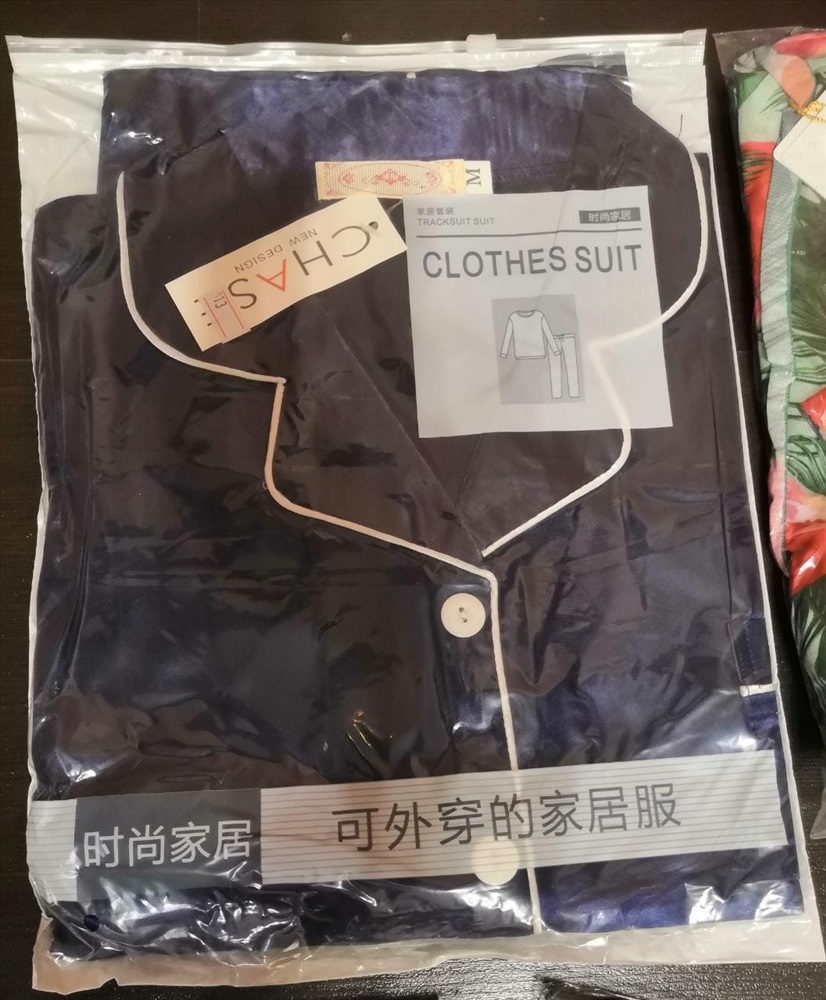 M
家居套装
TRACKSUIT SUIT
时尚家居
CLOTHES SUIT
CHAS
NEW DESIGN
113
时尚家居
可外穿的家居服